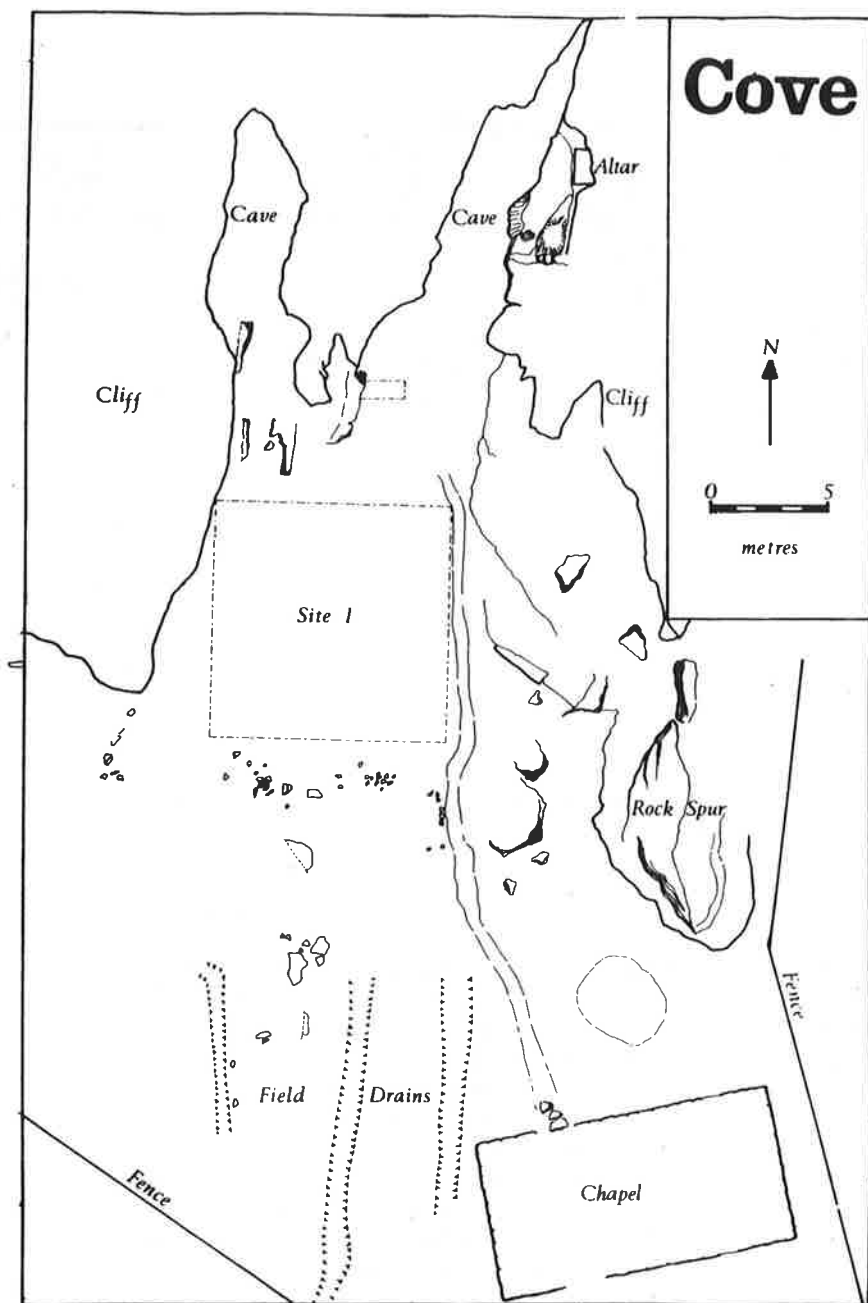 Cove
Altar
Cave
Cave
N
Cliff
Cliff
0 5
metres
Site 1
Rock Spur
Fence
Field Drains
Fence
Chapel